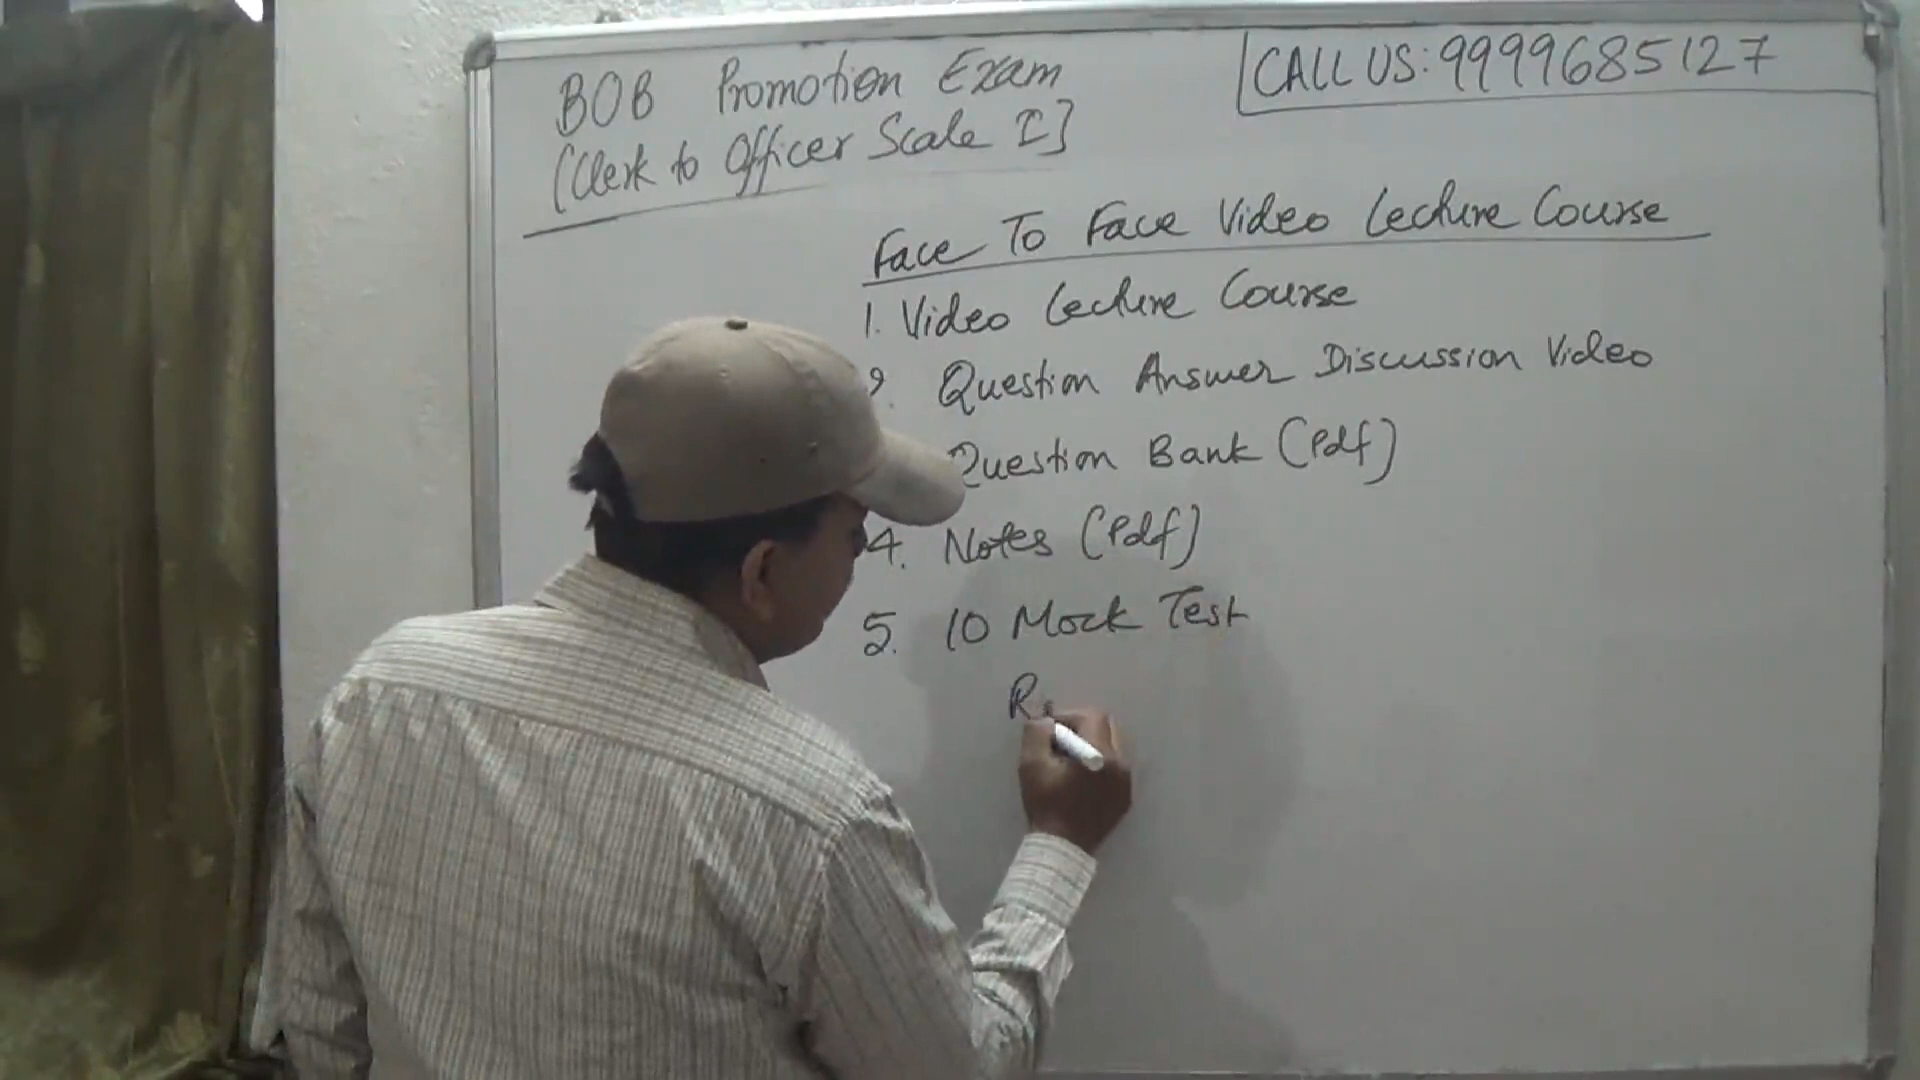 BOB Promotion Exam
(Clerk to Officer Scale I]
CALL US: 9999685127
Face To Face Video Lecture Course
1. Video Lecture Course
2. Question Answer Discussion Video
Question Bank (Pdf)
4. Notes (Pdf)
5. 10 Mock Test
R